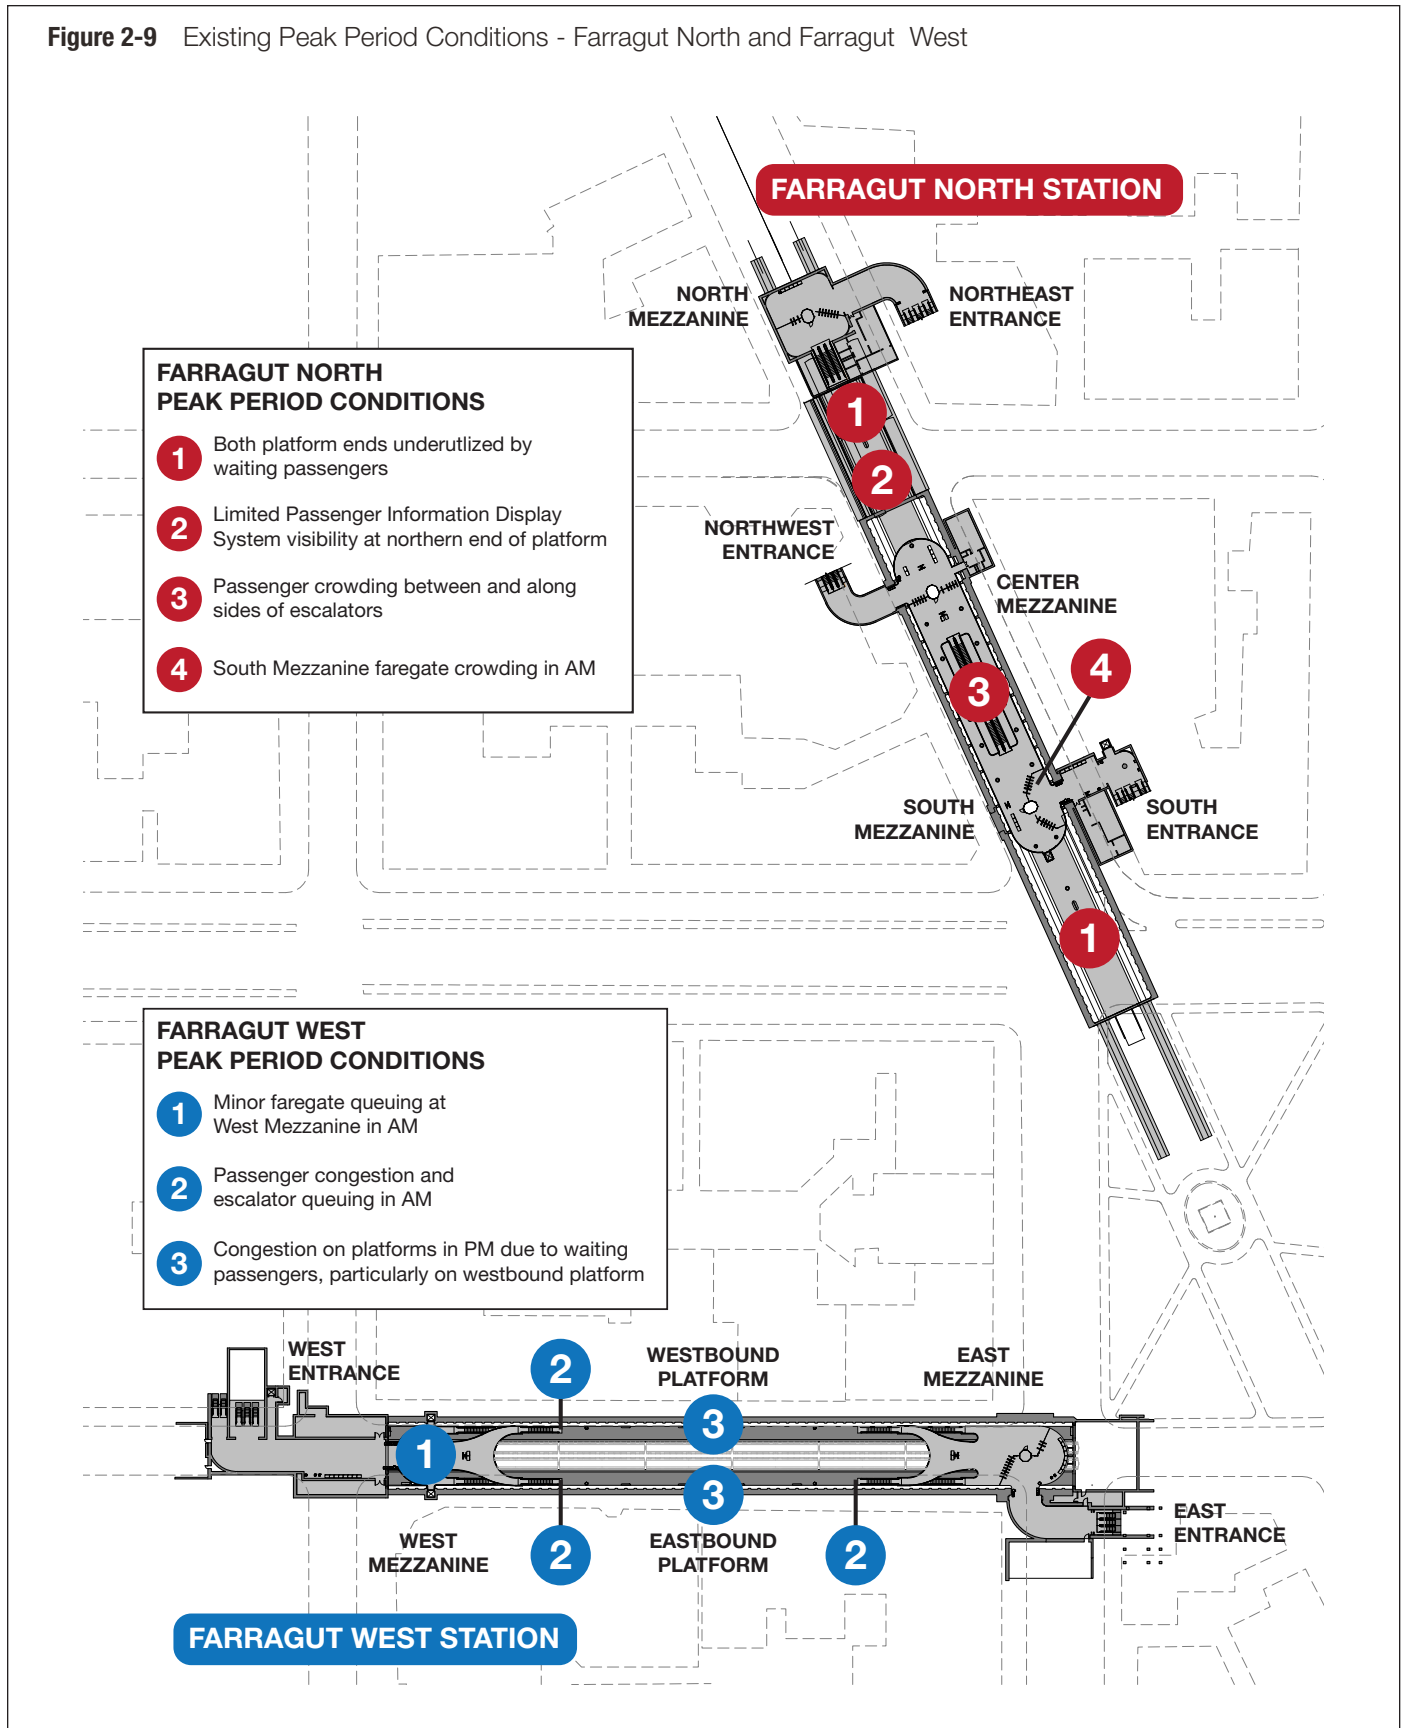 Figure 2-9 Existing Peak Period Conditions - Farragut North and Farragut West
FARRAGUT NORTH STATION
NORTH
MEZZANINE
NORTHEAST
ENTRANCE
FARRAGUT NORTH
PEAK PERIOD CONDITIONS
1 Both platform ends underutlized by
waiting passengers
2 Limited Passenger Information Display
System visibility at northern end of platform
3 Passenger crowding between and along
sides of escalators
4 South Mezzanine faregate crowding in AM
1
2
NORTHWEST
ENTRANCE
CENTER
MEZZANINE
3
4
SOUTH
MEZZANINE
SOUTH
ENTRANCE
1
FARRAGUT WEST
PEAK PERIOD CONDITIONS
1 Minor faregate queuing at
West Mezzanine in AM
2 Passenger congestion and
escalator queuing in AM
3 Congestion on platforms in PM due to waiting
passengers, particularly on westbound platform
WEST
ENTRANCE
2
WESTBOUND
PLATFORM
EAST
MEZZANINE
3
1
3
WEST
MEZZANINE
2
EASTBOUND
PLATFORM
2
EAST
ENTRANCE
FARRAGUT WEST STATION